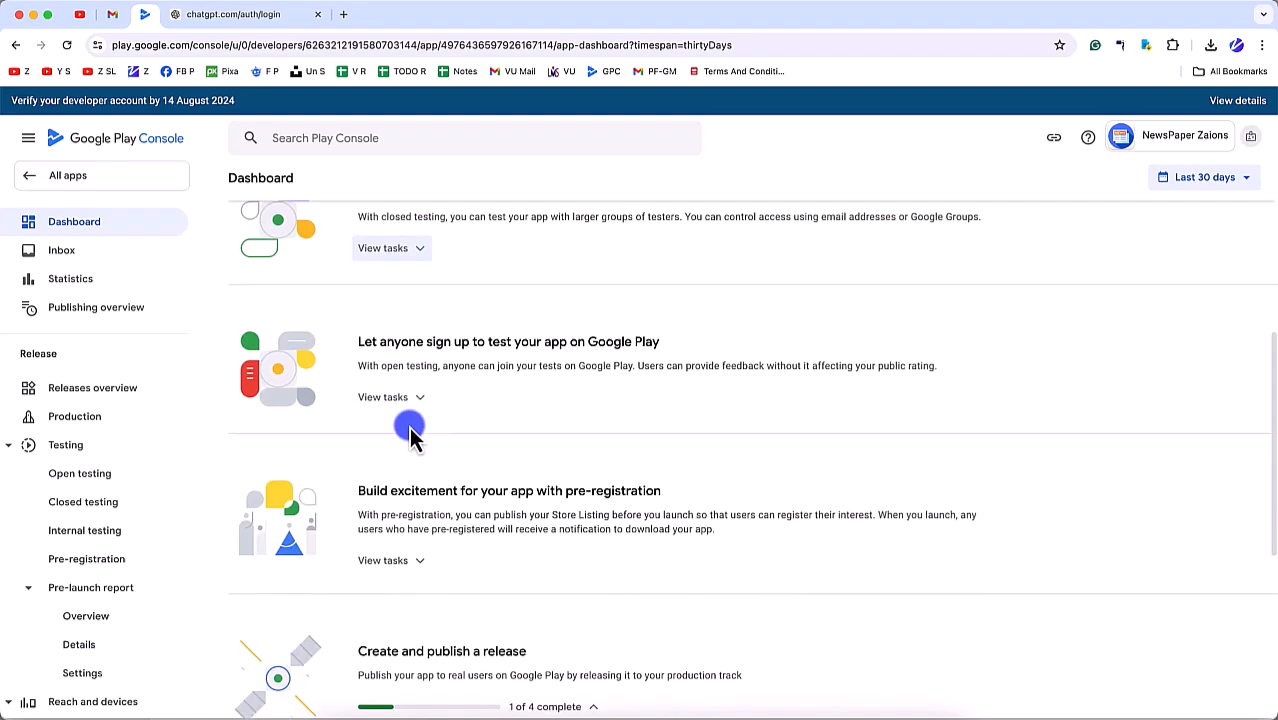 chatgpt.com/auth/login
play.google.com/console/u/0/developers/6263212191580703144/app/4976436597926167114/app-dashboard?timespan=thirtyDays
Z Y S Z SL Z FB P Pixa F P Un S V R TODO R Notes VU Mail VU GPC PF-GM Terms And Conditi... All Bookmarks
Verify your developer account by 14 August 2024 View details
Google Play Console Search Play Console NewsPaper Zaions
All apps Dashboard Last 30 days
Dashboard
Inbox
Statistics
Publishing overview
Release
Releases overview
Production
Testing
Open testing
Closed testing
Internal testing
Pre-registration
Pre-launch report
Overview
Details
Settings
Reach and devices
With closed testing, you can test your app with larger groups of testers. You can control access using email addresses or Google Groups.
View tasks
Let anyone sign up to test your app on Google Play
With open testing, anyone can join your tests on Google Play. Users can provide feedback without it affecting your public rating.
View tasks
Build excitement for your app with pre-registration
With pre-registration, you can publish your Store Listing before you launch so that users can register their interest. When you launch, any
users who have pre-registered will receive a notification to download your app.
View tasks
Create and publish a release
Publish your app to real users on Google Play by releasing it to your production track
1 of 4 complete